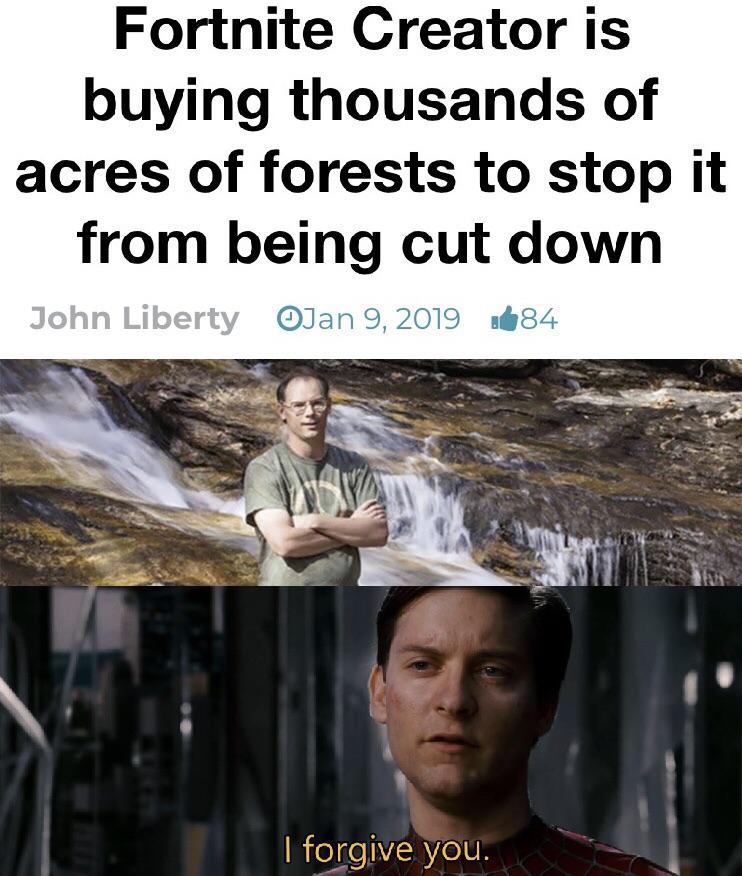 Fortnite Creator is
buying thousands of
acres of forests to stop it
from being cut down
John Liberty Jan 9, 2019 84
I forgive you.